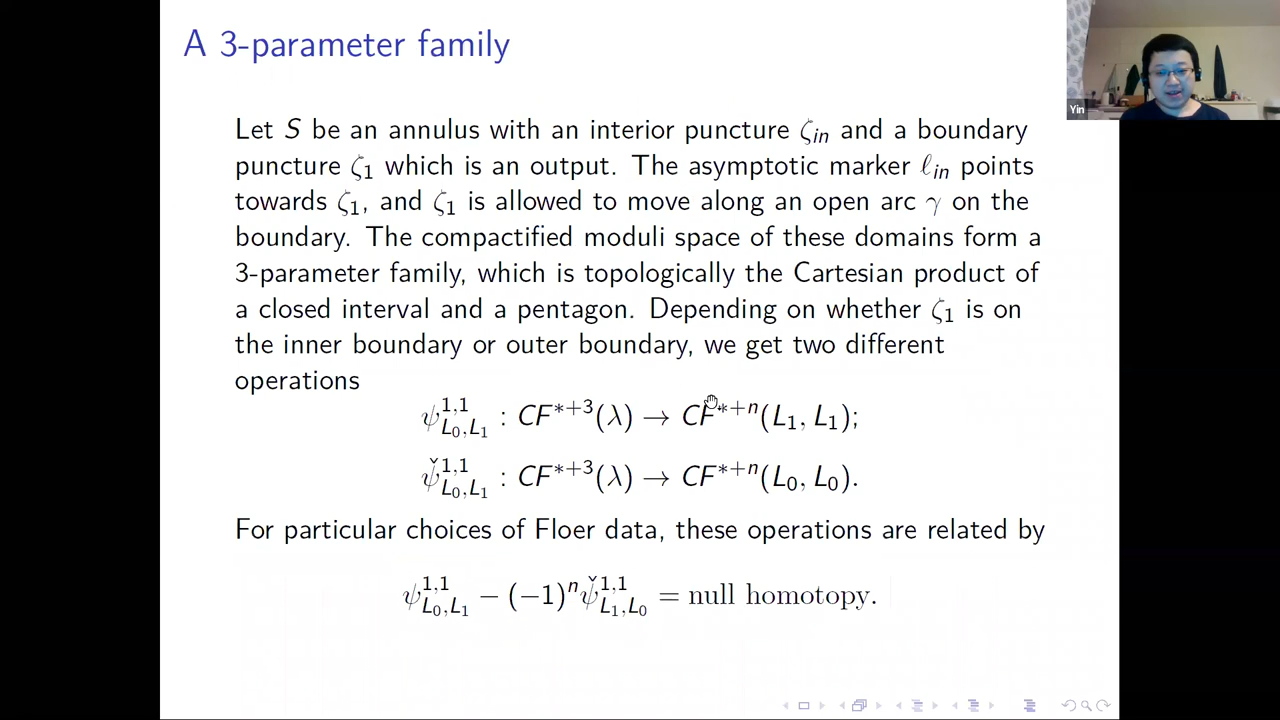 A 3-parameter family
Yin
Let S be an annulus with an interior puncture ζ_in and a boundary
puncture ζ_1 which is an output. The asymptotic marker ℓ_in points
towards ζ_1, and ζ_1 is allowed to move along an open arc γ on the
boundary. The compactified moduli space of these domains form a
3-parameter family, which is topologically the Cartesian product of
a closed interval and a pentagon. Depending on whether ζ_1 is on
the inner boundary or outer boundary, we get two different
operations
ψ^{1,1}_{L_0,L_1} : CF^{*+3}(λ) → CF^{*+n}(L_1, L_1);
ψ̌^{1,1}_{L_0,L_1} : CF^{*+3}(λ) → CF^{*+n}(L_0, L_0).
For particular choices of Floer data, these operations are related by
ψ^{1,1}_{L_0,L_1} − (−1)^n ψ̌^{1,1}_{L_1,L_0} = null homotopy.